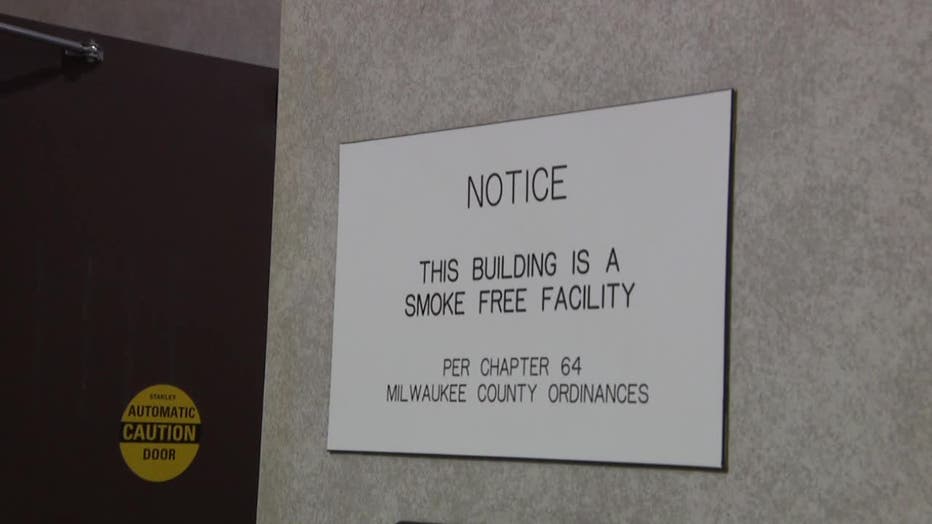 NOTICE
THIS BUILDING IS A
SMOKE FREE FACILITY
PER CHAPTER 64
MILWAUKEE COUNTY ORDINANCES
STANLEY
AUTOMATIC
CAUTION
DOOR